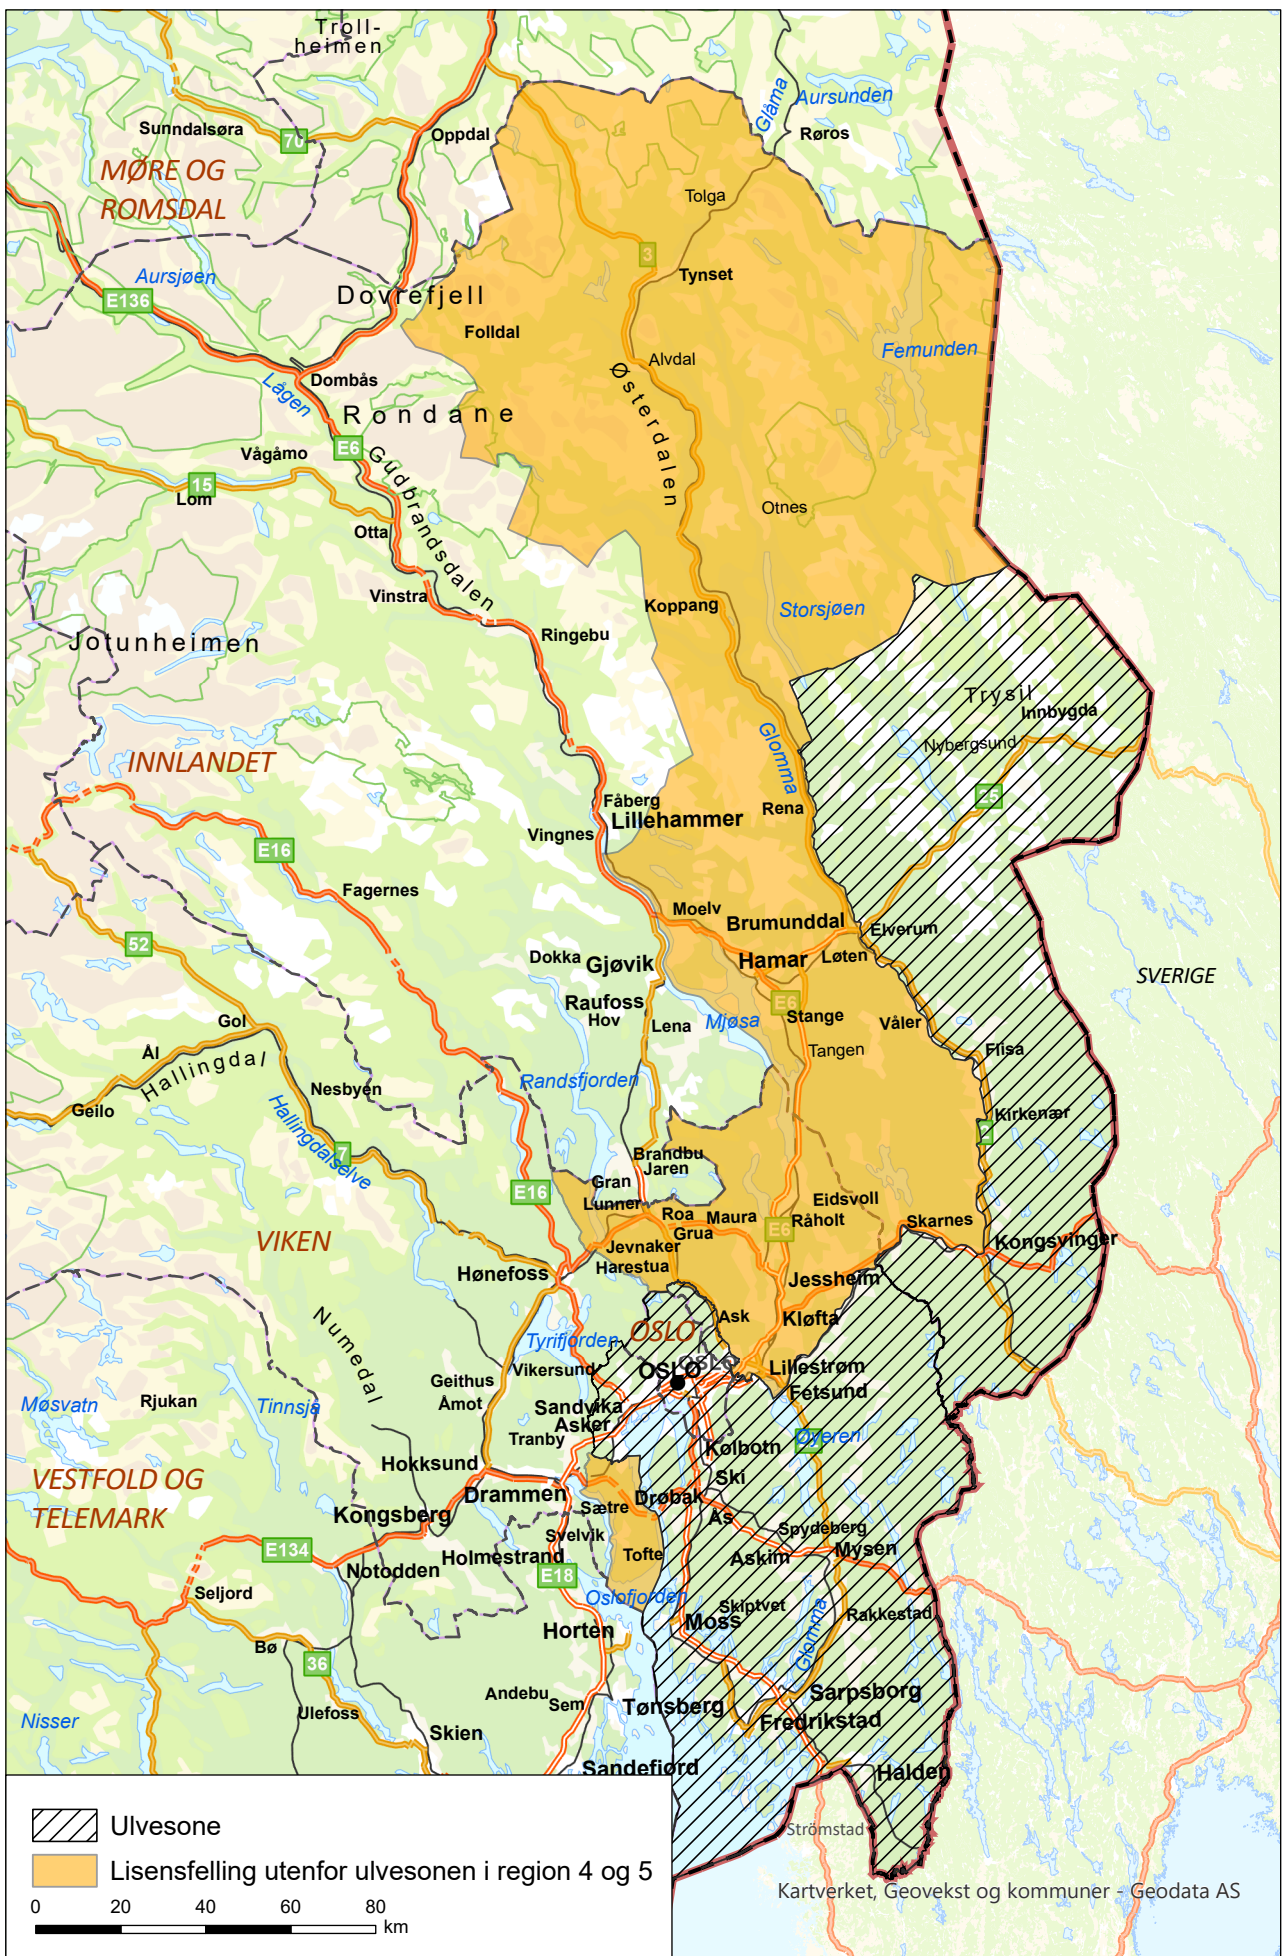 Troll-
heimen
Glåma
Aursunden
Sunndalsøra
70
Oppdal
Røros
MØRE OG
ROMSDAL
Tolga
3
Aursjøen
Tynset
E136
Dovrefjell
Folldal
Femunden
Alvdal
Østerdalen
Dombås
Lågen
Rondane
E6
Vågåmo
Gudbrandsdalen
15
Lom
Otnes
Otta
Vinstra
Koppang
Storsjøen
Ringebu
Jotunheimen
Trysil
Innbygda
Nybergsund
Glomma
INNLANDET
25
Fåberg
Rena
Lillehammer
Vingnes
E16
Fagernes
Moelv
Brumunddal
Elverum
52
Dokka
Gjøvik
Hamar
Løten
SVERIGE
Raufoss
E6
Hov
Stange
Lena
Mjøsa
Våler
Gol
Tangen
Flisa
Ål
Hallingdal
Randsfjorden
Nesbyen
Geilo
Hallingdalselve
Kirkenær
2
7
Brandbu
Jaren
Gran
E16
Lunner
Eidsvoll
Roa
Maura
Råholt
Skarnes
E6
Grua
VIKEN
Jevnaker
Kongsvinger
Harestua
Hønefoss
Jessheim
Numedal
Ask
Kløfta
OSLO
Tyrifjorden
OSLO
OSLO
Lillestrøm
Vikersund
Geithus
Fetsund
Møsvatn
Rjukan
Tinnsjå
Åmot
Sandvika
Asker
Tranby
Øyeren
Kolbotn
Hokksund
VESTFOLD OG
TELEMARK
Ski
Drammen
Drøbak
Sætre
Kongsberg
Ås
Svelvik
Spydeberg
E134
Holmestrand
Tofte
Askim
Mysen
Notodden
E18
Seljord
Oslofjorden
Skiptvet
Rakkestad
Moss
Horten
Glomma
Bø
36
Andebu
Sem
Tønsberg
Sarpsborg
Nisser
Ulefoss
Fredrikstad
Skien
Sandefjord
Halden
Ulvesone
Strömstad
Lisensfelling utenfor ulvesonen i region 4 og 5
Kartverket, Geovekst og kommuner - Geodata AS
0 20 40 60 80
km